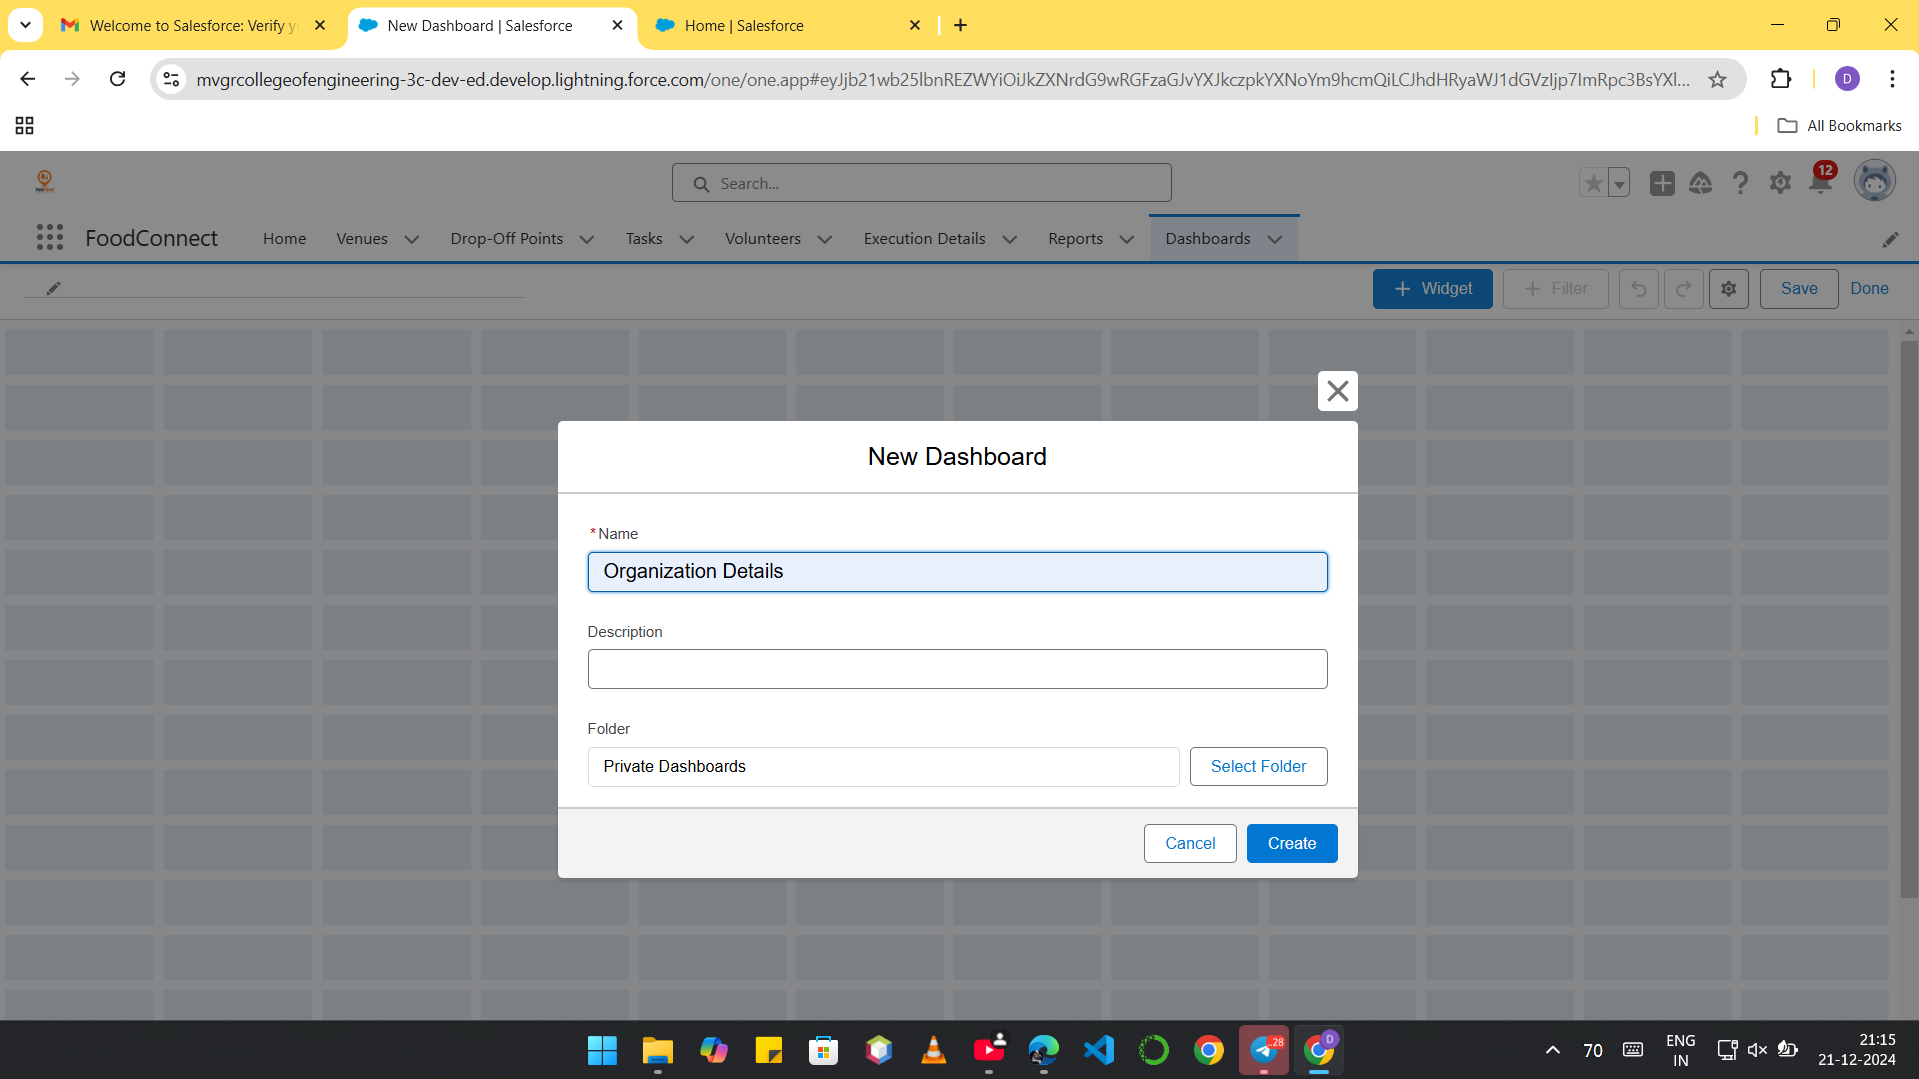 Welcome to Salesforce: Verify y
New Dashboard | Salesforce
Home | Salesforce
mvgrcollegeofengineering-3c-dev-ed.develop.lightning.force.com/one/one.app#eyJjb21wb25lbnREZWYiOiJkZXNrdG9wRGFzaGJvYXJkczpkYXNoYm9hcmQiLCJhdHRyaWJ1dGVzIjp7ImRpc3BsYXl...
D
All Bookmarks
Search...
12
FoodConnect
Home
Venues
Drop-Off Points
Tasks
Volunteers
Execution Details
Reports
Dashboards
+ Widget
+ Filter
Save
Done
New Dashboard
*Name
Organization Details
Description
Folder
Private Dashboards
Select Folder
Cancel
Create
..28
D
70
ENG
IN
21:15
21-12-2024